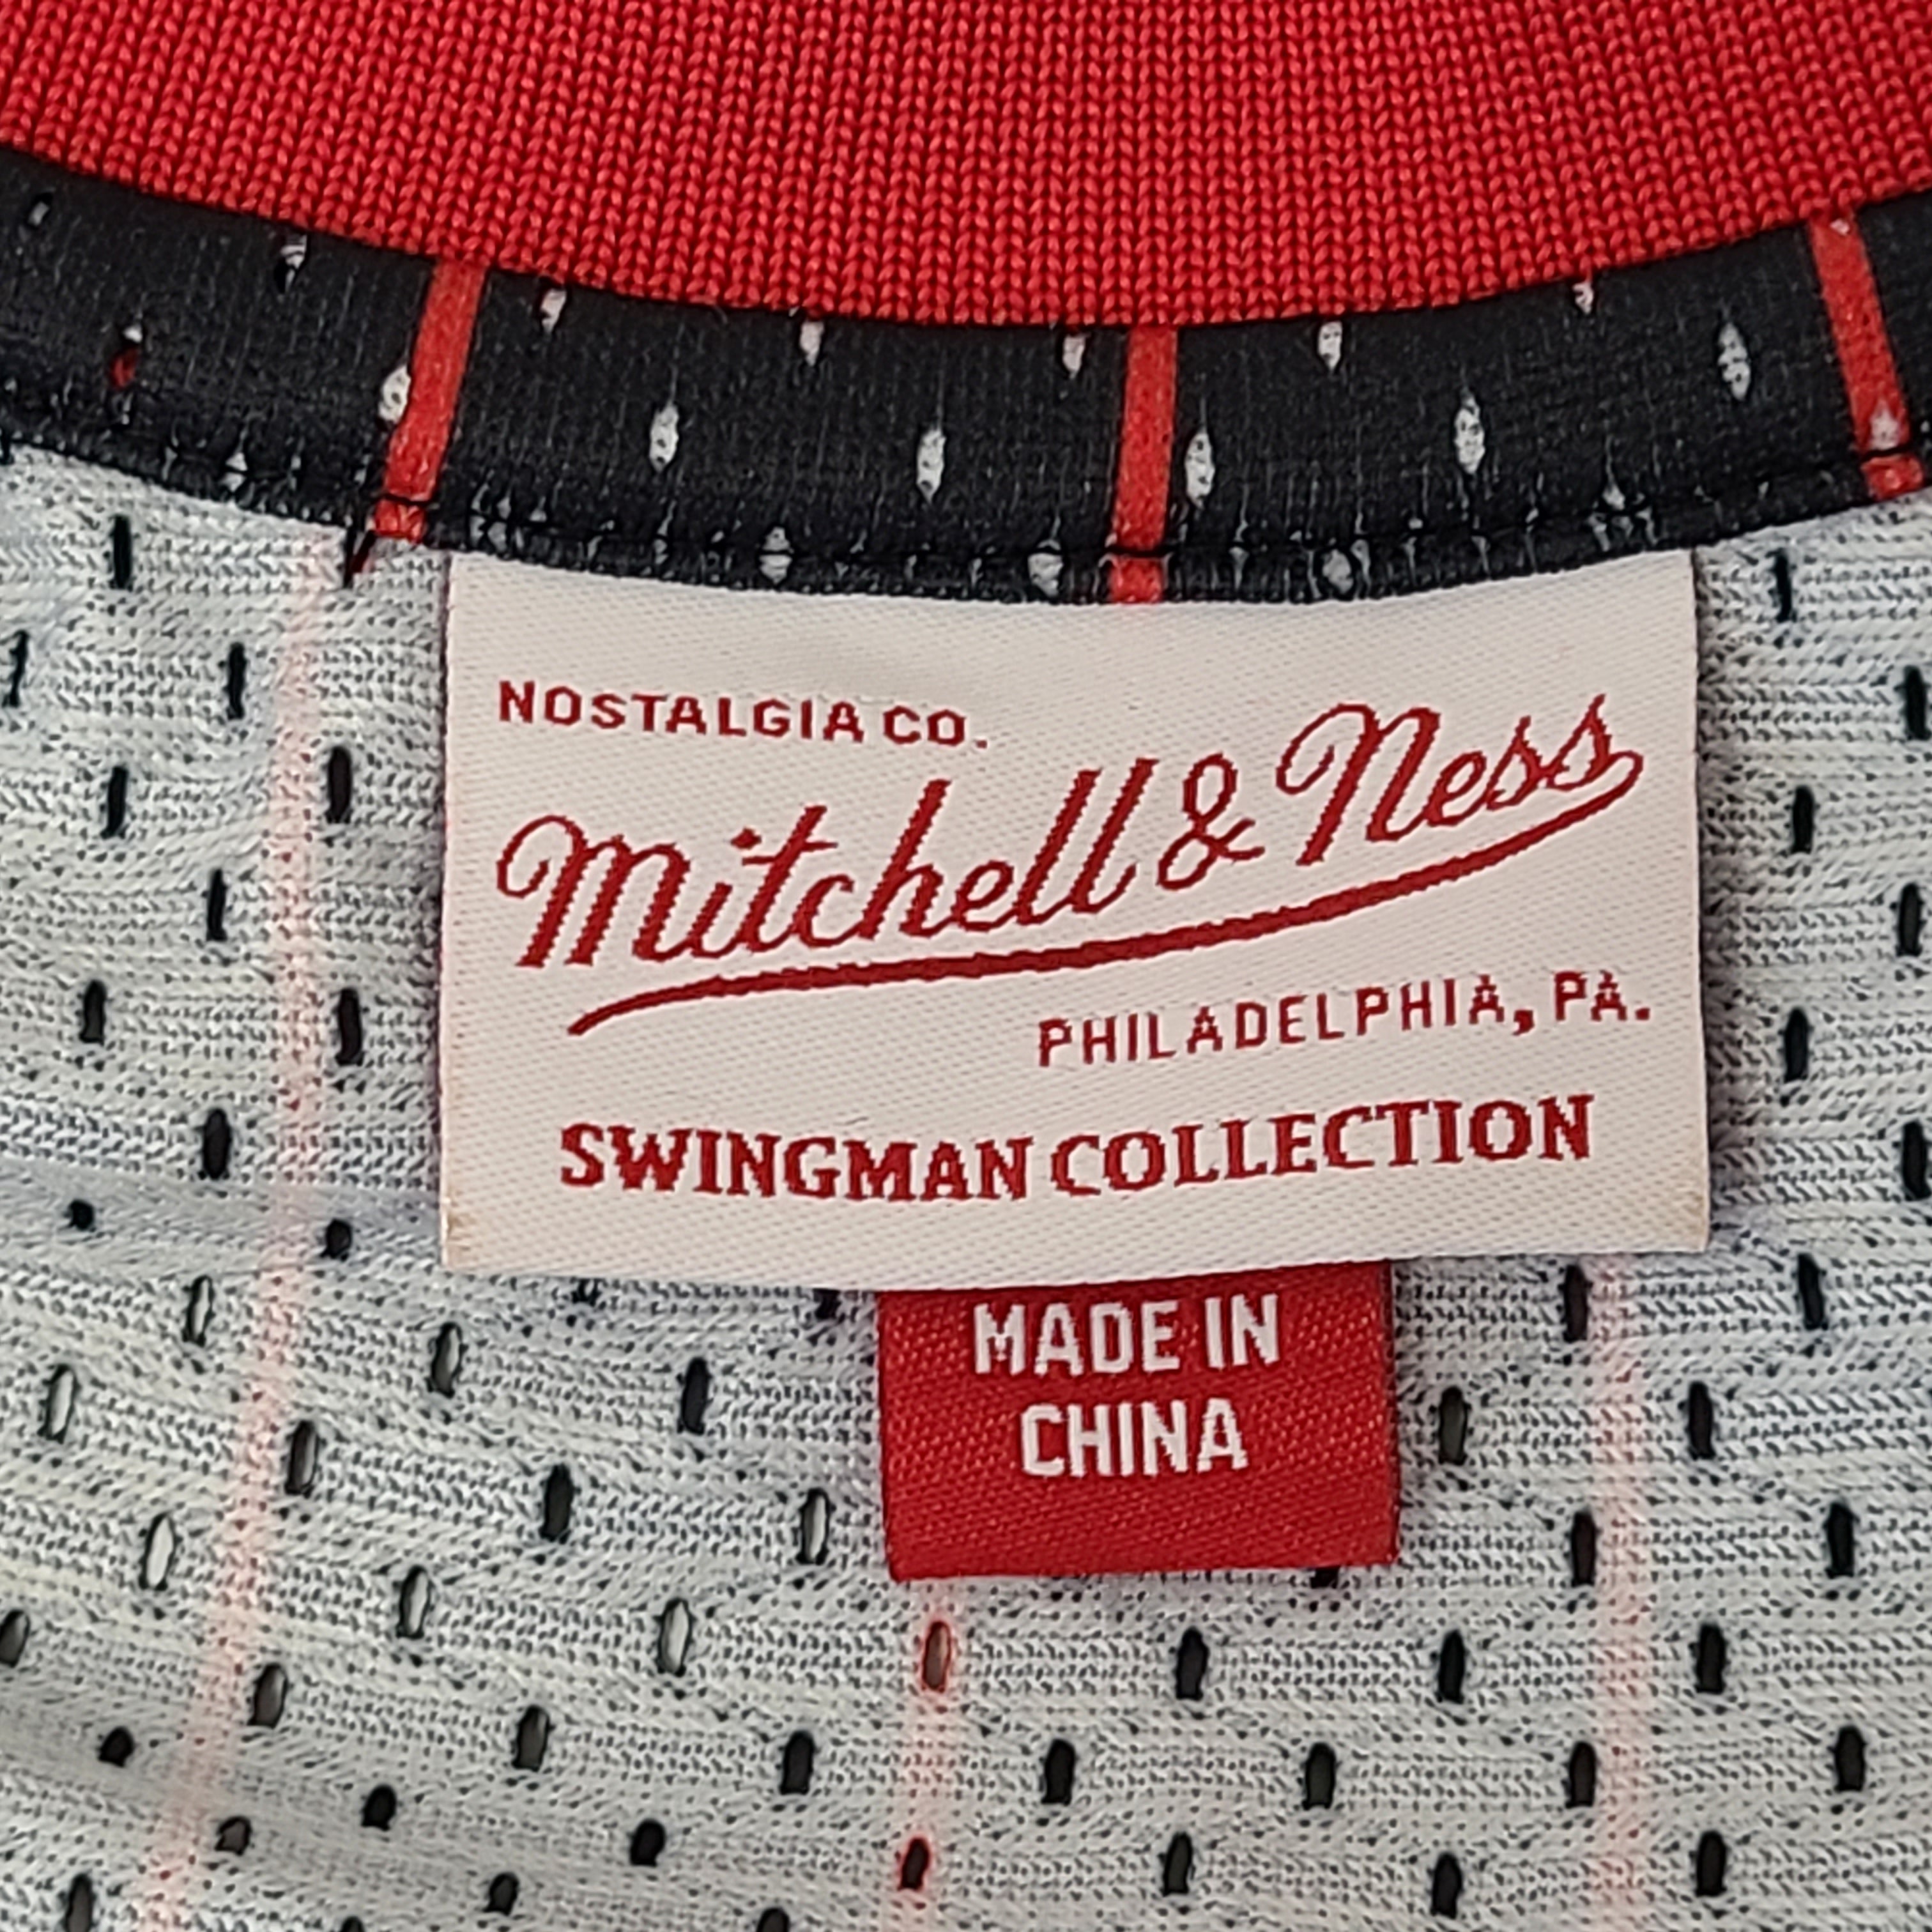 NOSTALGIA CO.
Mitchell & Ness
PHILADELPHIA, PA.
SWINGMAN COLLECTION
MADE IN
CHINA